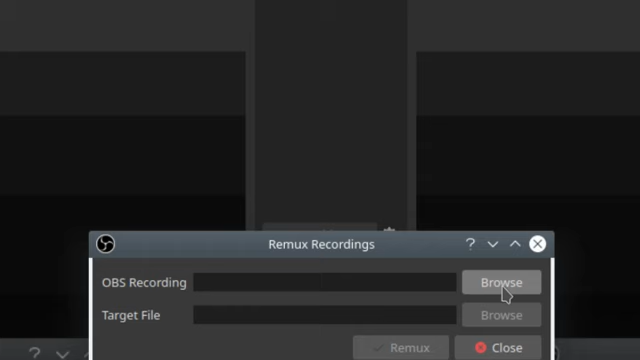 Remux Recordings ?
OBS Recording Browse
Target File Browse
Remux Close
?